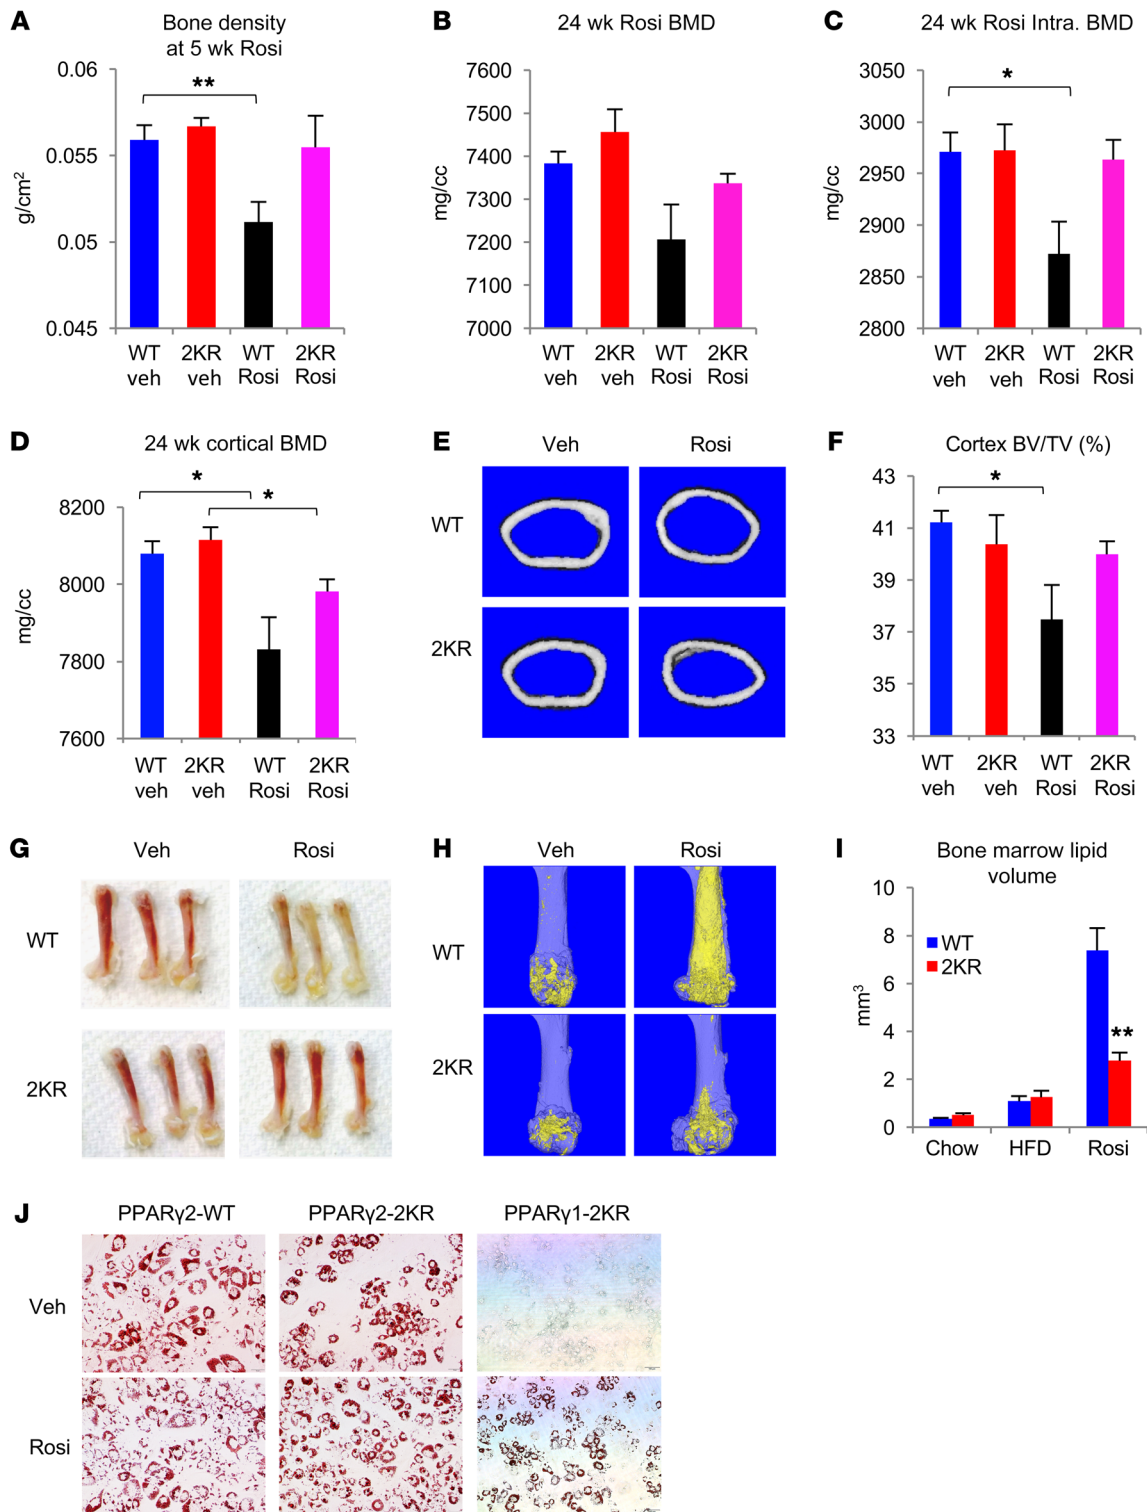 A
Bone density
at 5 wk Rosi
g/cm²
0.06
0.055
0.05
0.045
**
WT
veh
2KR
veh
WT
Rosi
2KR
Rosi
B
24 wk Rosi BMD
mg/cc
7600
7500
7400
7300
7200
7100
7000
WT
veh
2KR
veh
WT
Rosi
2KR
Rosi
C
24 wk Rosi Intra. BMD
mg/cc
3050
3000
2950
2900
2850
2800
*
WT
veh
2KR
veh
WT
Rosi
2KR
Rosi
D
24 wk cortical BMD
mg/cc
8200
8000
7800
7600
*
*
WT
veh
2KR
veh
WT
Rosi
2KR
Rosi
E
Veh
Rosi
WT
2KR
F
Cortex BV/TV (%)
43
41
39
37
35
33
*
WT
veh
2KR
veh
WT
Rosi
2KR
Rosi
G
Veh
Rosi
WT
2KR
H
Veh
Rosi
WT
2KR
I
Bone marrow lipid
volume
mm³
10
8
6
4
2
0
WT
2KR
**
Chow
HFD
Rosi
J
PPARγ2-WT
PPARγ2-2KR
PPARγ1-2KR
Veh
Rosi